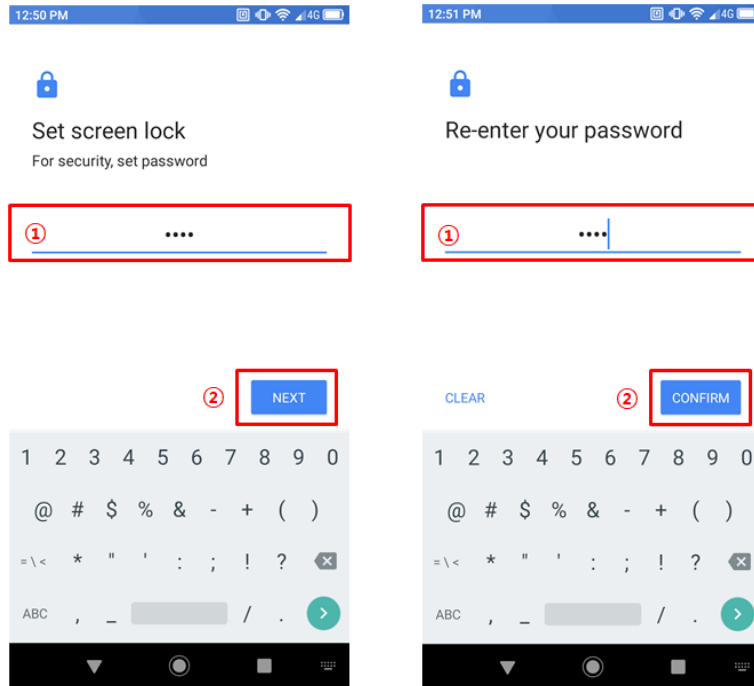 12:50 PM
4G
Set screen lock
For security, set password
①
••••
②
NEXT
1 2 3 4 5 6 7 8 9 0
@ # $ % & - + ( )
= \ < * " ' : ; ! ?
ABC , _ / .
12:51 PM
4G
Re-enter your password
①
••••
CLEAR
②
CONFIRM
1 2 3 4 5 6 7 8 9 0
@ # $ % & - + ( )
= \ < * " ' : ; ! ?
ABC , _ / .